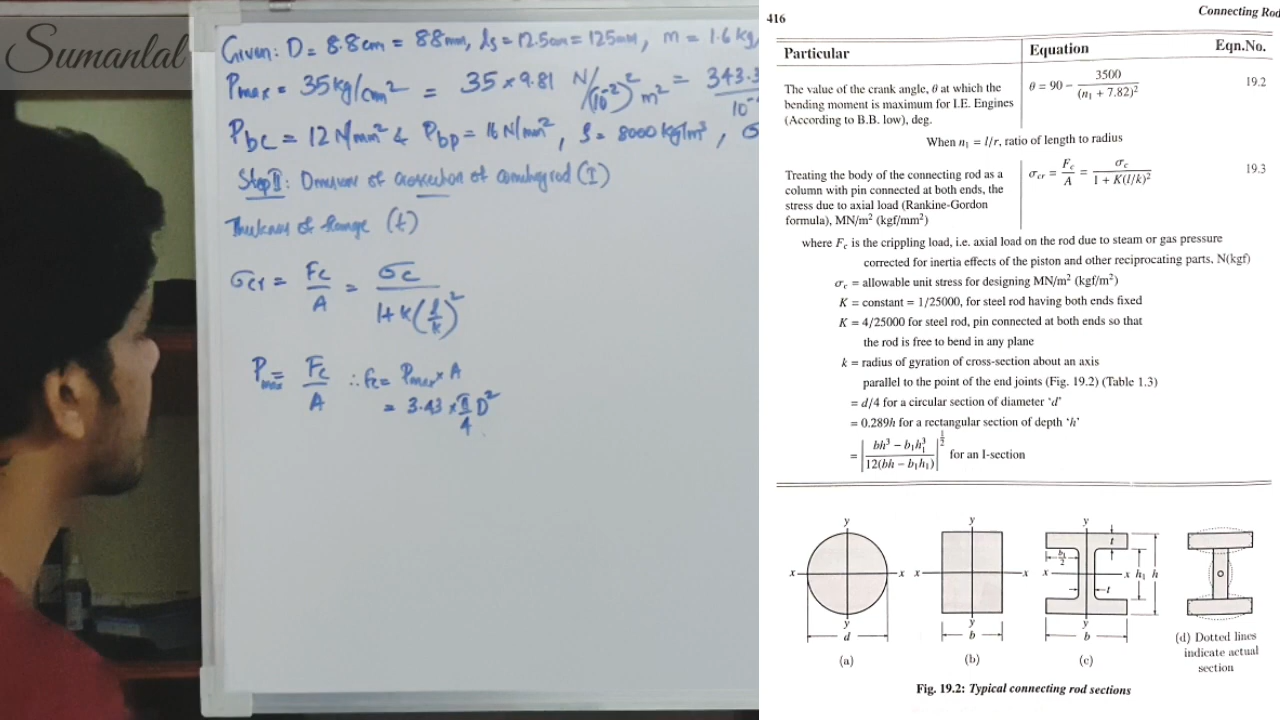 Sumanlal
Given: D = 8.8cm = 88mm, ls = 12.5cm = 125mm, m = 1.6 kg
Pmax = 35 kg/cm² = 35 × 9.81 N/(10⁻²)² m² = 343.3 / 10⁻
Pbc = 12 N/mm² & Pbp = 16 N/mm², ρ = 8000 kg/m³, σ
Step II: of of (I)
of flange (t)
σcr = Fc/A = σc / 1+K(l/k)²
Pmax = Fc/A ∴ Fc = Pmax × A
= 3.43 × π/4 D²
416
Connecting Rod
Particular Equation Eqn.No.
The value of the crank angle, θ at which the
bending moment is maximum for I.E. Engines
(According to B.B. low), deg.
θ = 90 − 3500 / (n₁ + 7.82)² 19.2
When n₁ = l/r, ratio of length to radius
Treating the body of the connecting rod as a
column with pin connected at both ends, the
stress due to axial load (Rankine-Gordon
formula), MN/m² (kgf/mm²)
σcr = Fc/A = σc / 1 + K(l/k)² 19.3
where Fc is the crippling load, i.e. axial load on the rod due to steam or gas pressure
corrected for inertia effects of the piston and other reciprocating parts, N(kgf)
σc = allowable unit stress for designing MN/m² (kgf/m²)
K = constant = 1/25000, for steel rod having both ends fixed
K = 4/25000 for steel rod, pin connected at both ends so that
the rod is free to bend in any plane
k = radius of gyration of cross-section about an axis
parallel to the point of the end joints (Fig. 19.2) (Table 1.3)
= d/4 for a circular section of diameter ‘d’
= 0.289h for a rectangular section of depth ‘h’
= | bh³ − b₁h₁³ / 12(bh − b₁h₁) |^1/2 for an I-section
y y y
t
b₁/2
x x x x x x h₁ h
t
y y y
d b b
(a) (b) (c)
(d) Dotted lines
indicate actual
section
Fig. 19.2: Typical connecting rod sections